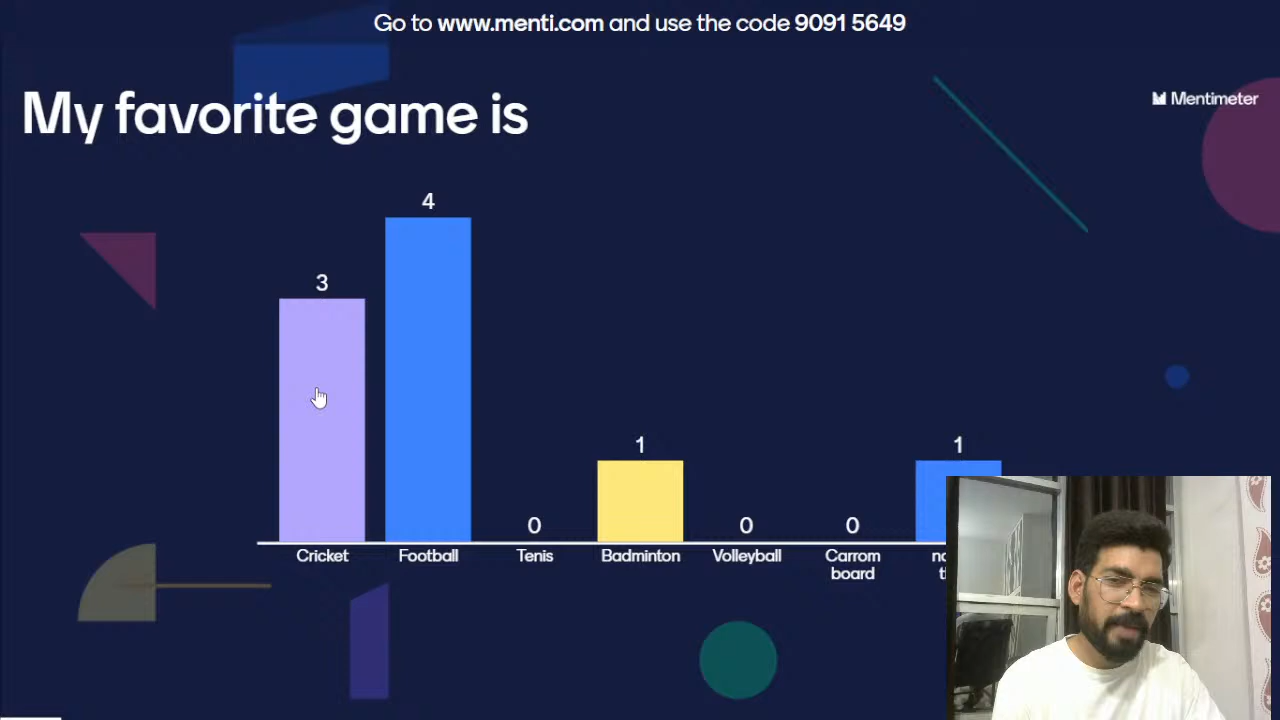 Go to www.menti.com and use the code 9091 5649
My favorite game is
Mentimeter
4
3
1
1
0
0
0
Cricket
Football
Tenis
Badminton
Volleyball
Carrom
board